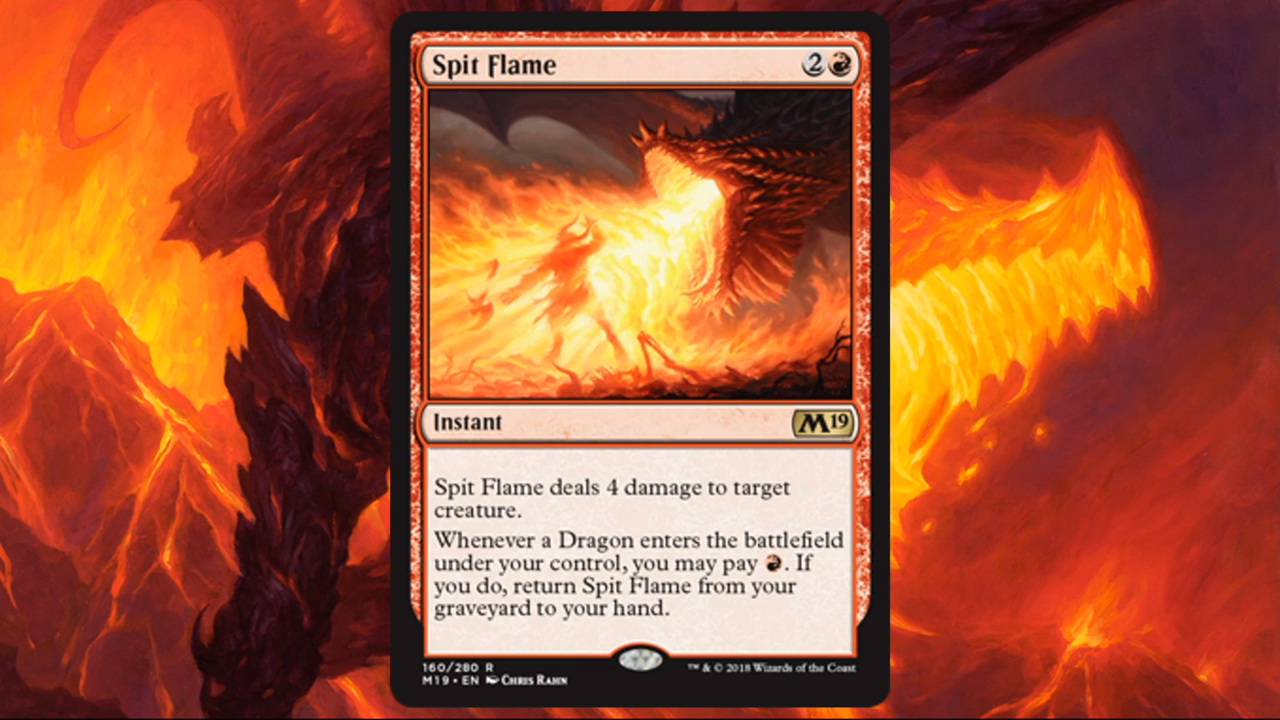 Spit Flame 2
Instant M19
Spit Flame deals 4 damage to target
creature.
Whenever a Dragon enters the battlefield
under your control, you may pay . If
you do, return Spit Flame from your
graveyard to your hand.
160/280 R ™ & © 2018 Wizards of the Coast
M19 • EN Chris Rahn